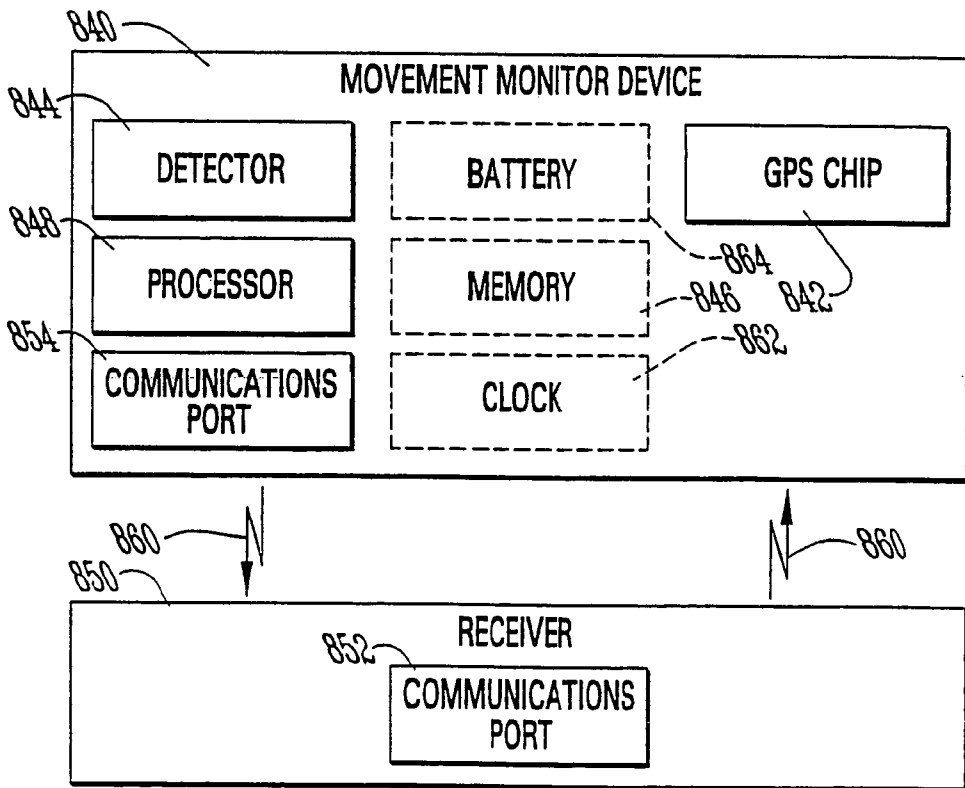 840
MOVEMENT MONITOR DEVICE
844
DETECTOR
BATTERY
GPS CHIP
848
864
PROCESSOR
MEMORY
846
842
854
862
COMMUNICATIONS
PORT
CLOCK
860
860
850
RECEIVER
852
COMMUNICATIONS
PORT